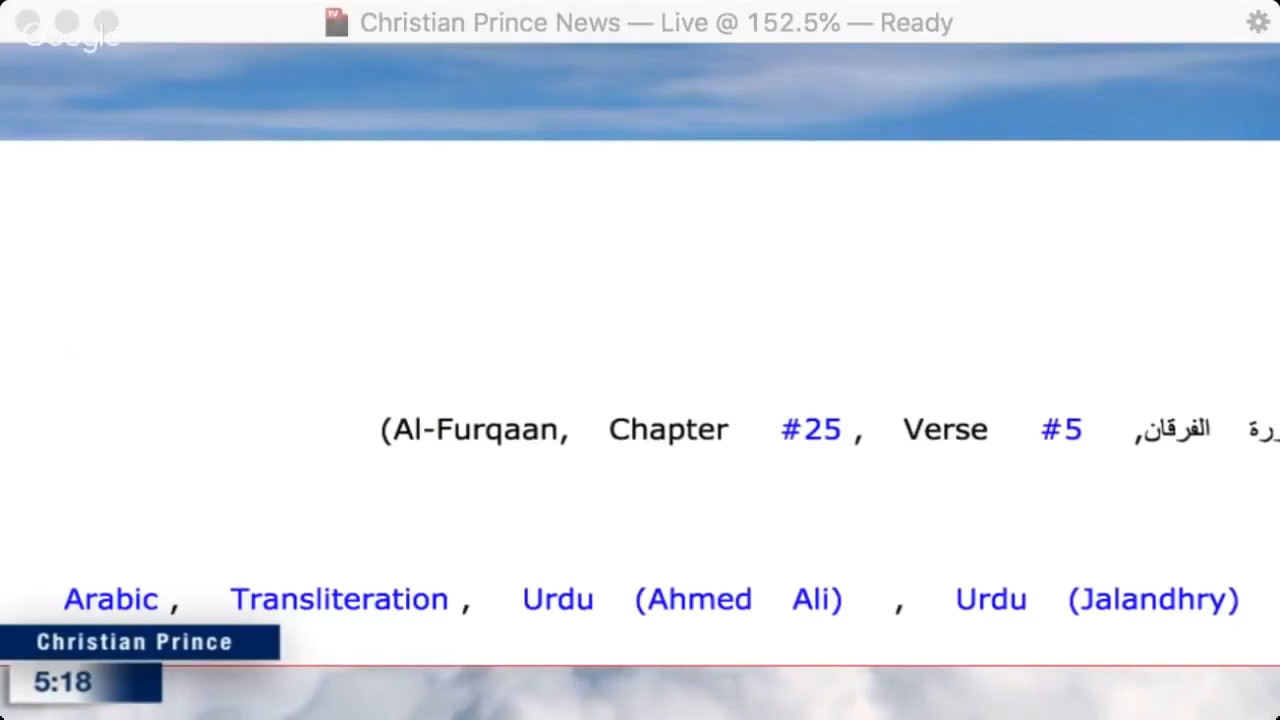 Google
Christian Prince News — Live @ 152.5% — Ready
(Al-Furqaan, Chapter #25, Verse #5 ,الفرقان
Arabic, Transliteration, Urdu (Ahmed Ali) , Urdu (Jalandhry)
Christian Prince
5:18